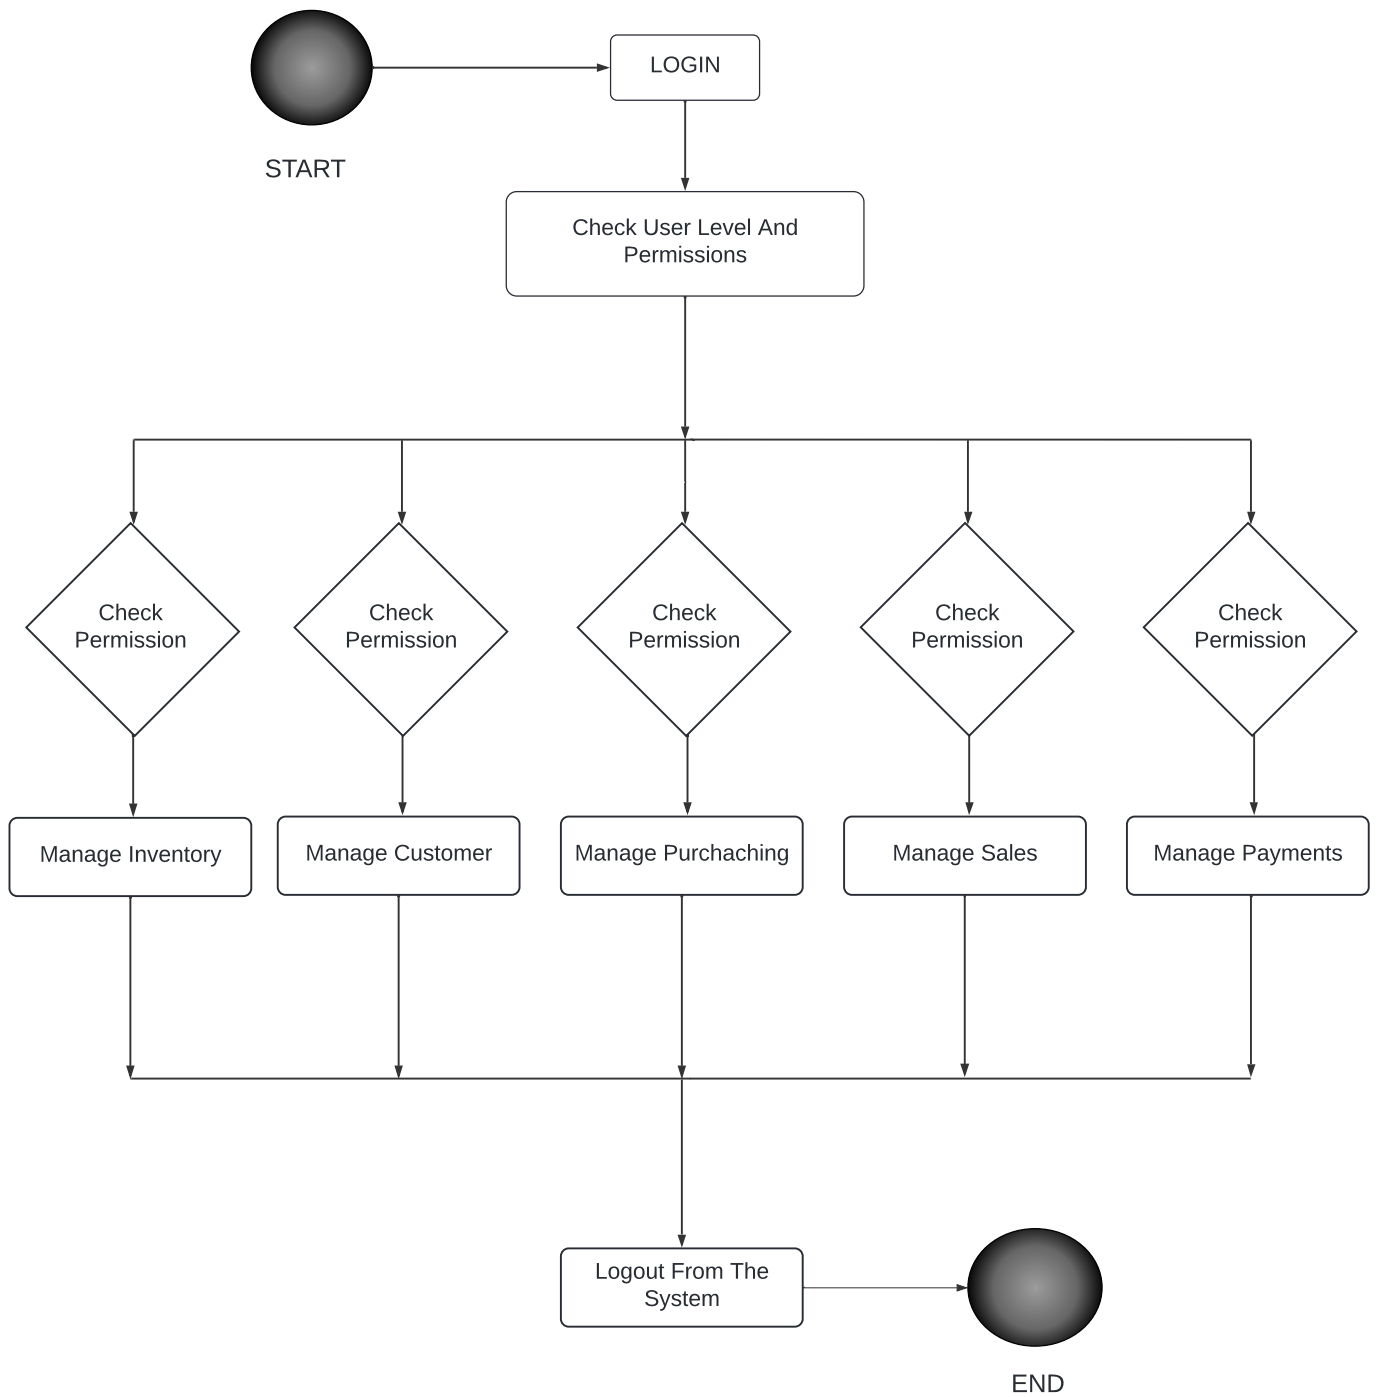 LOGIN
START
Check User Level And
Permissions
Check
Permission
Check
Permission
Check
Permission
Check
Permission
Check
Permission
Manage Inventory
Manage Customer
Manage Purchaching
Manage Sales
Manage Payments
Logout From The
System
END